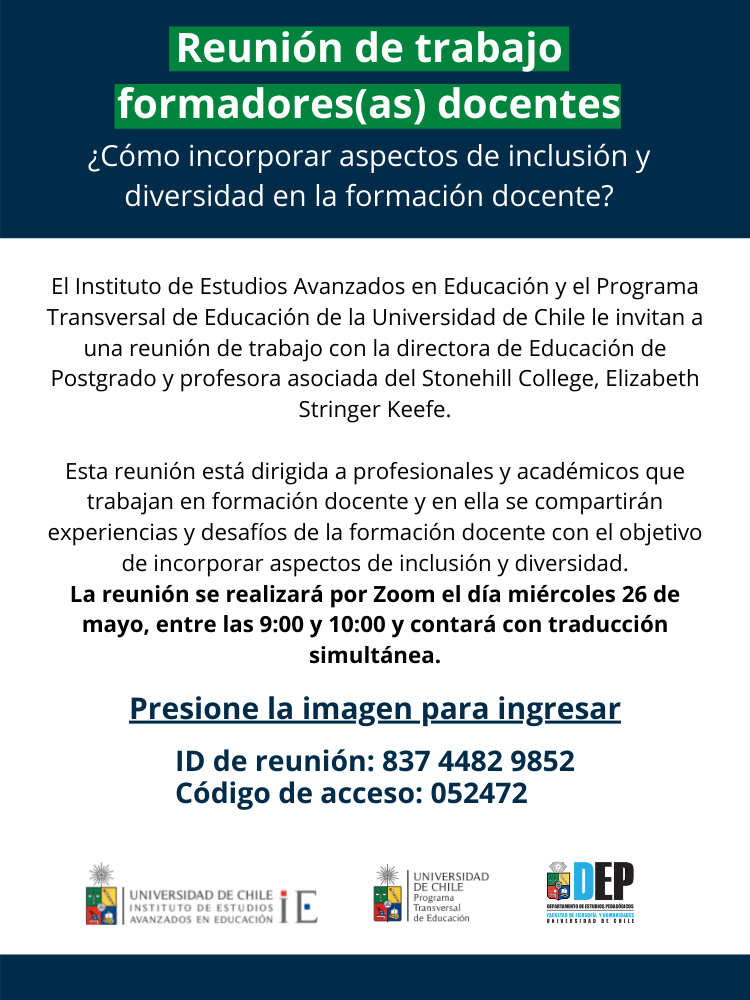 Reunión de trabajo
formadores(as) docentes
¿Cómo incorporar aspectos de inclusión y
diversidad en la formación docente?
El Instituto de Estudios Avanzados en Educación y el Programa
Transversal de Educación de la Universidad de Chile le invitan a
una reunión de trabajo con la directora de Educación de
Postgrado y profesora asociada del Stonehill College, Elizabeth
Stringer Keefe.
Esta reunión está dirigida a profesionales y académicos que
trabajan en formación docente y en ella se compartirán
experiencias y desafíos de la formación docente con el objetivo
de incorporar aspectos de inclusión y diversidad.
La reunión se realizará por Zoom el día miércoles 26 de
mayo, entre las 9:00 y 10:00 y contará con traducción
simultánea.
Presione la imagen para ingresar
ID de reunión: 837 4482 9852
Código de acceso: 052472
UNIVERSIDAD DE CHILE
INSTITUTO DE ESTUDIOS
AVANZADOS EN EDUCACIÓN
iE
UNIVERSIDAD
DE CHILE
Programa
Transversal
de Educación
DEP
DEPARTAMENTO DE ESTUDIOS PEDAGÓGICOS
FACULTAD DE FILOSOFÍA Y HUMANIDADES
UNIVERSIDAD DE CHILE